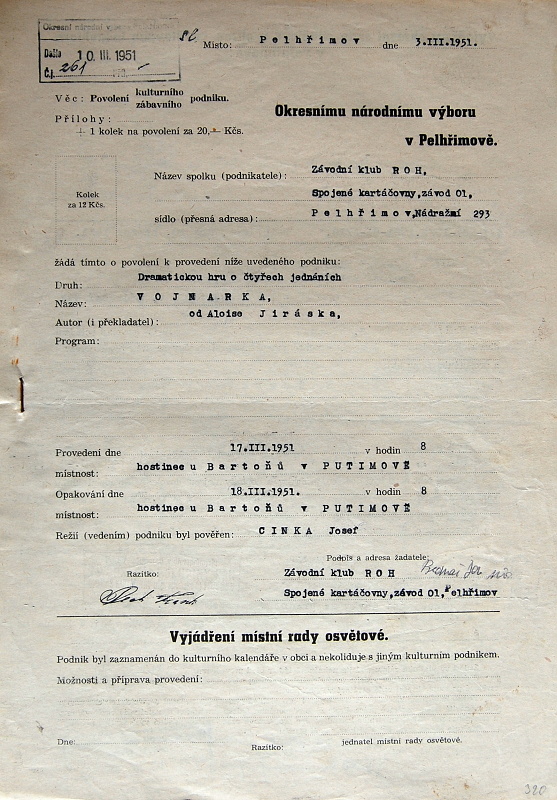 Okresní národní
Došlo 10 III. 1951
Č.j. 261
Místo: Pelhřimov dne 3.III.1951.
Věc: Povolení kulturního zábavního podniku.
Přílohy:
1 kolek na povolení za 20,- Kčs.
Okresnímu národnímu výboru
v Pelhřimově.
Kolek
za 12 Kčs.
Název spolku (podnikatele): Závodní klub ROH,
Spojené kartáčovny, závod 01,
sídlo (přesná adresa): Pelhřimov, Nádražní 293
žádá tímto o povolení k provedení níže uvedeného podniku:
Druh: Dramatickou hru o čtyřech jednáních
Název: VOJNARKA,
Autor (i překladatel): od Aloise Jiráska,
Program:
Provedení dne 17.III.1951 v hodin 8
místnost: hostinec u Bartoňů v PUTIMOVĚ
Opakování dne 18.III.1951. v hodin 8
místnost: hostinec u Bartoňů v PUTIMOVĚ
Režií (vedením) podniku byl pověřen: CINKA Josef
Podpis a adresa žadatele:
Razítko: Závodní klub ROH
Spojené kartáčovny, závod 01, Pelhřimov
Vyjádření místní rady osvětové.
Podnik byl zaznamenán do kulturního kalendáře v obci a nekoliduje s jiným kulturním podnikem.
Možnosti a příprava provedení:
Dne: Razítko: jednatel místní rady osvětové.
320